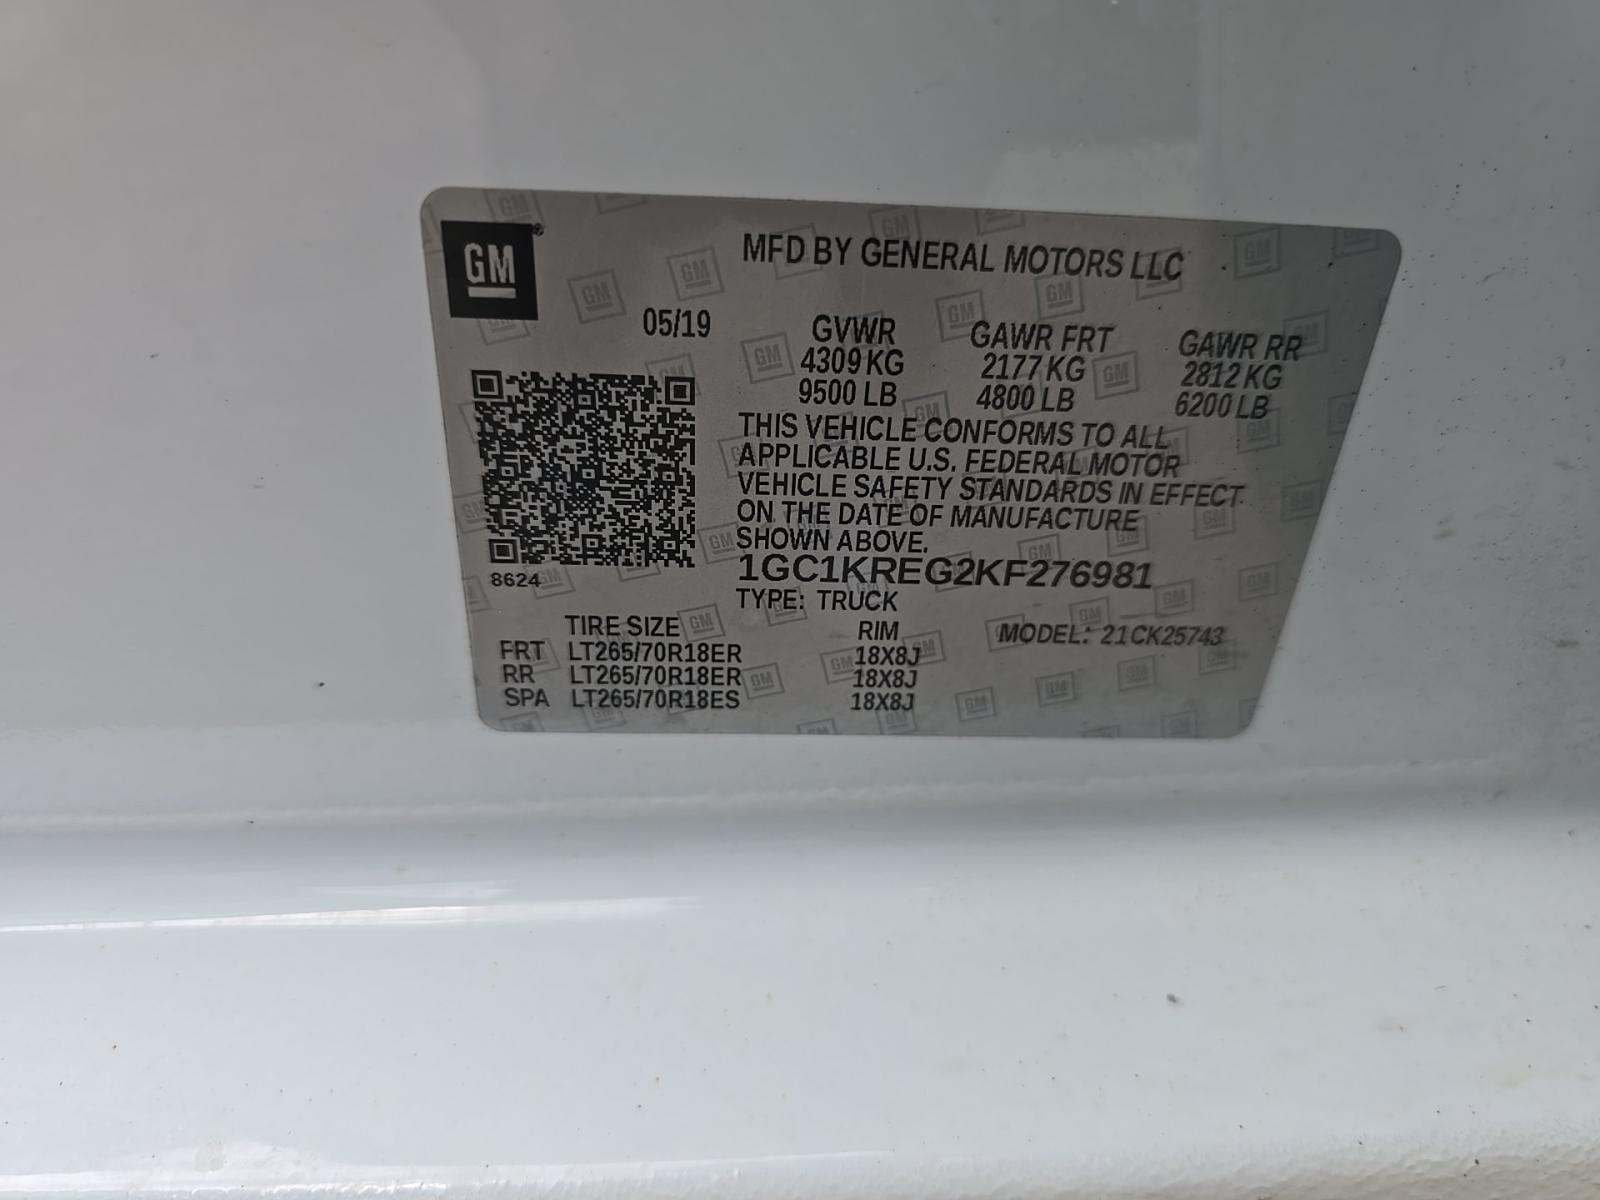 GM®
MFD BY GENERAL MOTORS LLC
05/19
GVWR GAWR FRT GAWR RR
4309 KG 2177 KG 2812 KG
9500 LB 4800 LB 6200 LB
THIS VEHICLE CONFORMS TO ALL
APPLICABLE U.S. FEDERAL MOTOR
VEHICLE SAFETY STANDARDS IN EFFECT
ON THE DATE OF MANUFACTURE
SHOWN ABOVE.
8624
1GC1KREG2KF276981
TYPE: TRUCK
TIRE SIZE RIM MODEL: 21CK25743
FRT LT265/70R18ER 18X8J
RR LT265/70R18ER 18X8J
SPA LT265/70R18ES 18X8J